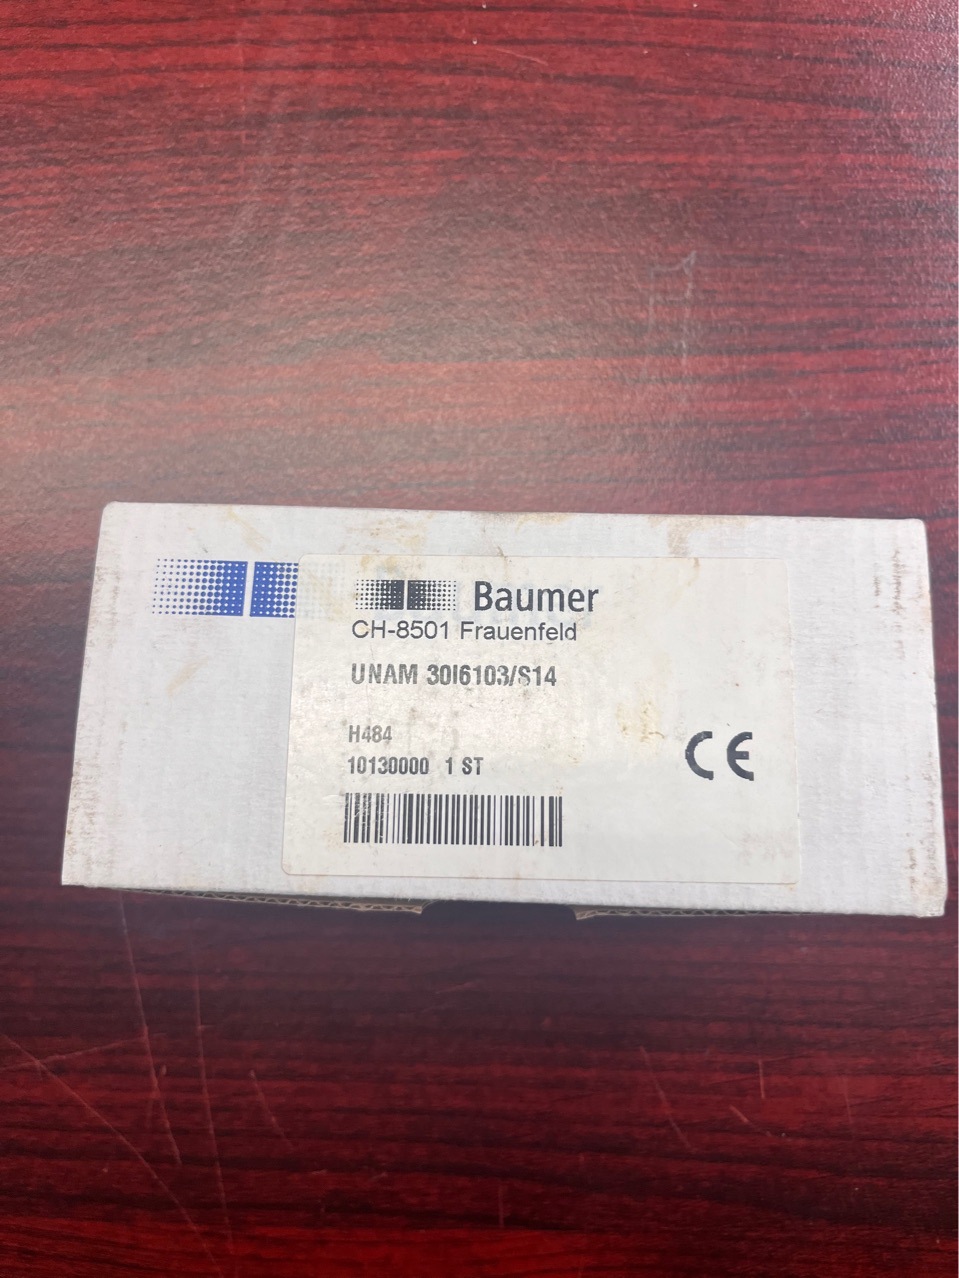 Baumer
CH-8501 Frauenfeld
UNAM 30I6103/S14
H484
10130000 1 ST
CE